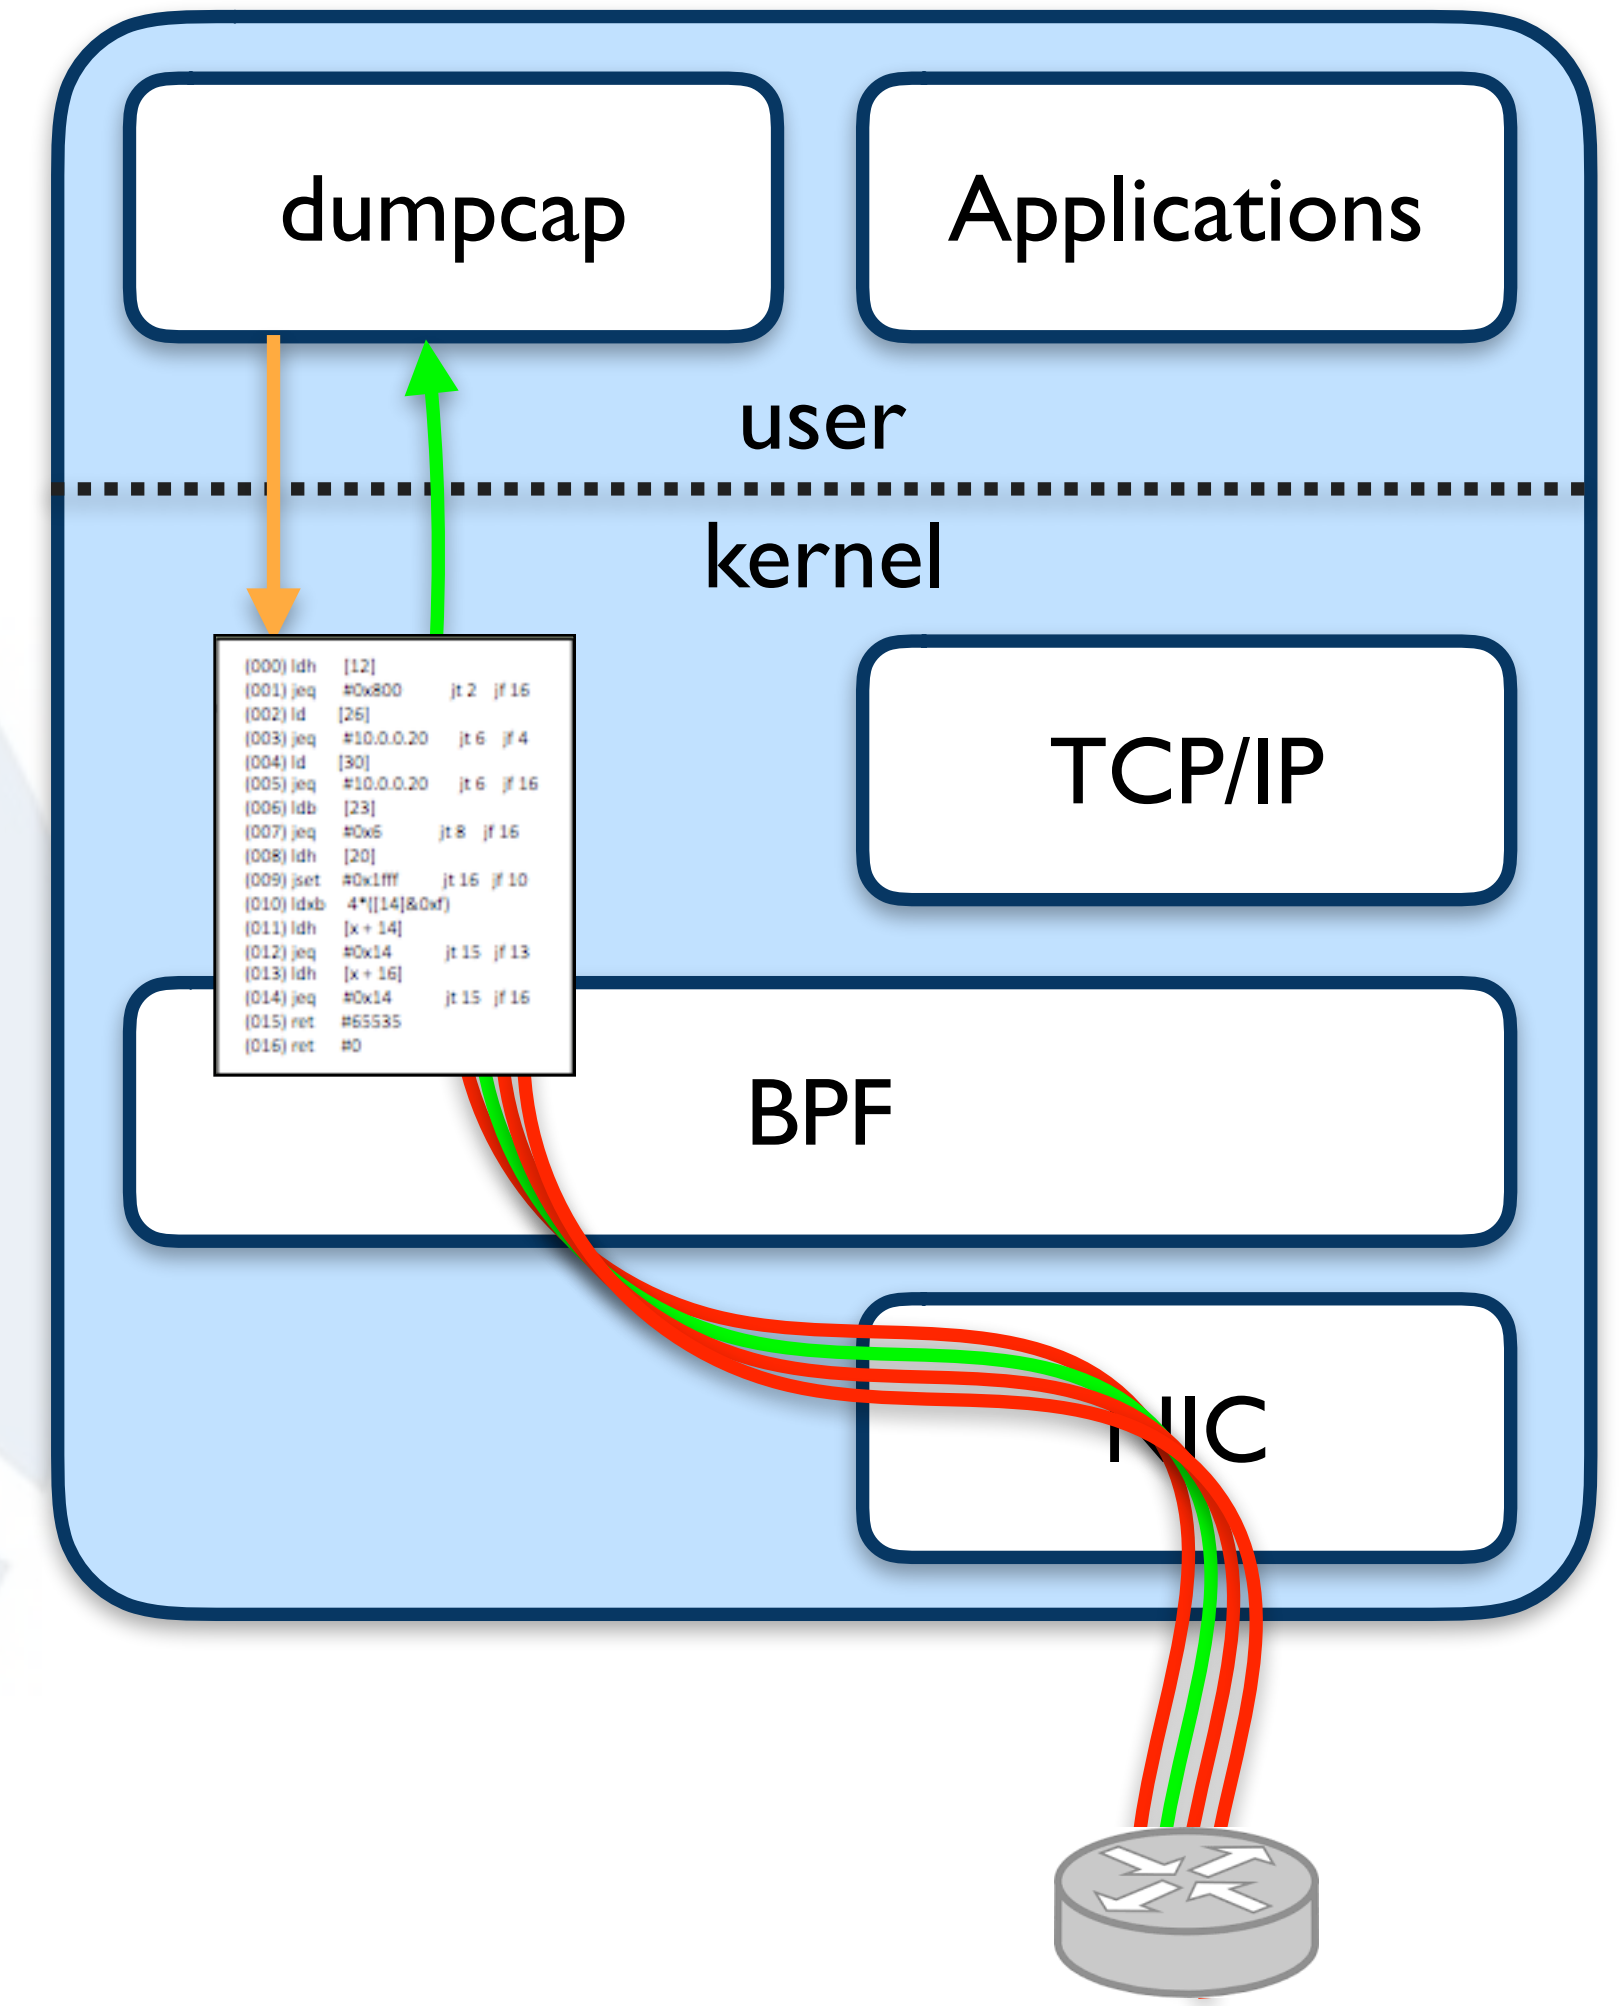 dumpcap
Applications
user
kernel
(000) ldh [12]
(001) jeq #0x800 jt 2 jf 16
(002) ld [26]
(003) jeq #10.0.0.20 jt 6 jf 4
(004) ld [30]
(005) jeq #10.0.0.20 jt 6 jf 16
(006) ldb [23]
(007) jeq #0x6 jt 8 jf 16
(008) ldh [20]
(009) jset #0x1fff jt 16 jf 10
(010) ldxb 4*([14]&0xf)
(011) ldh [x + 14]
(012) jeq #0x14 jt 15 jf 13
(013) ldh [x + 16]
(014) jeq #0x14 jt 15 jf 16
(015) ret #65535
(016) ret #0
TCP/IP
BPF
NIC